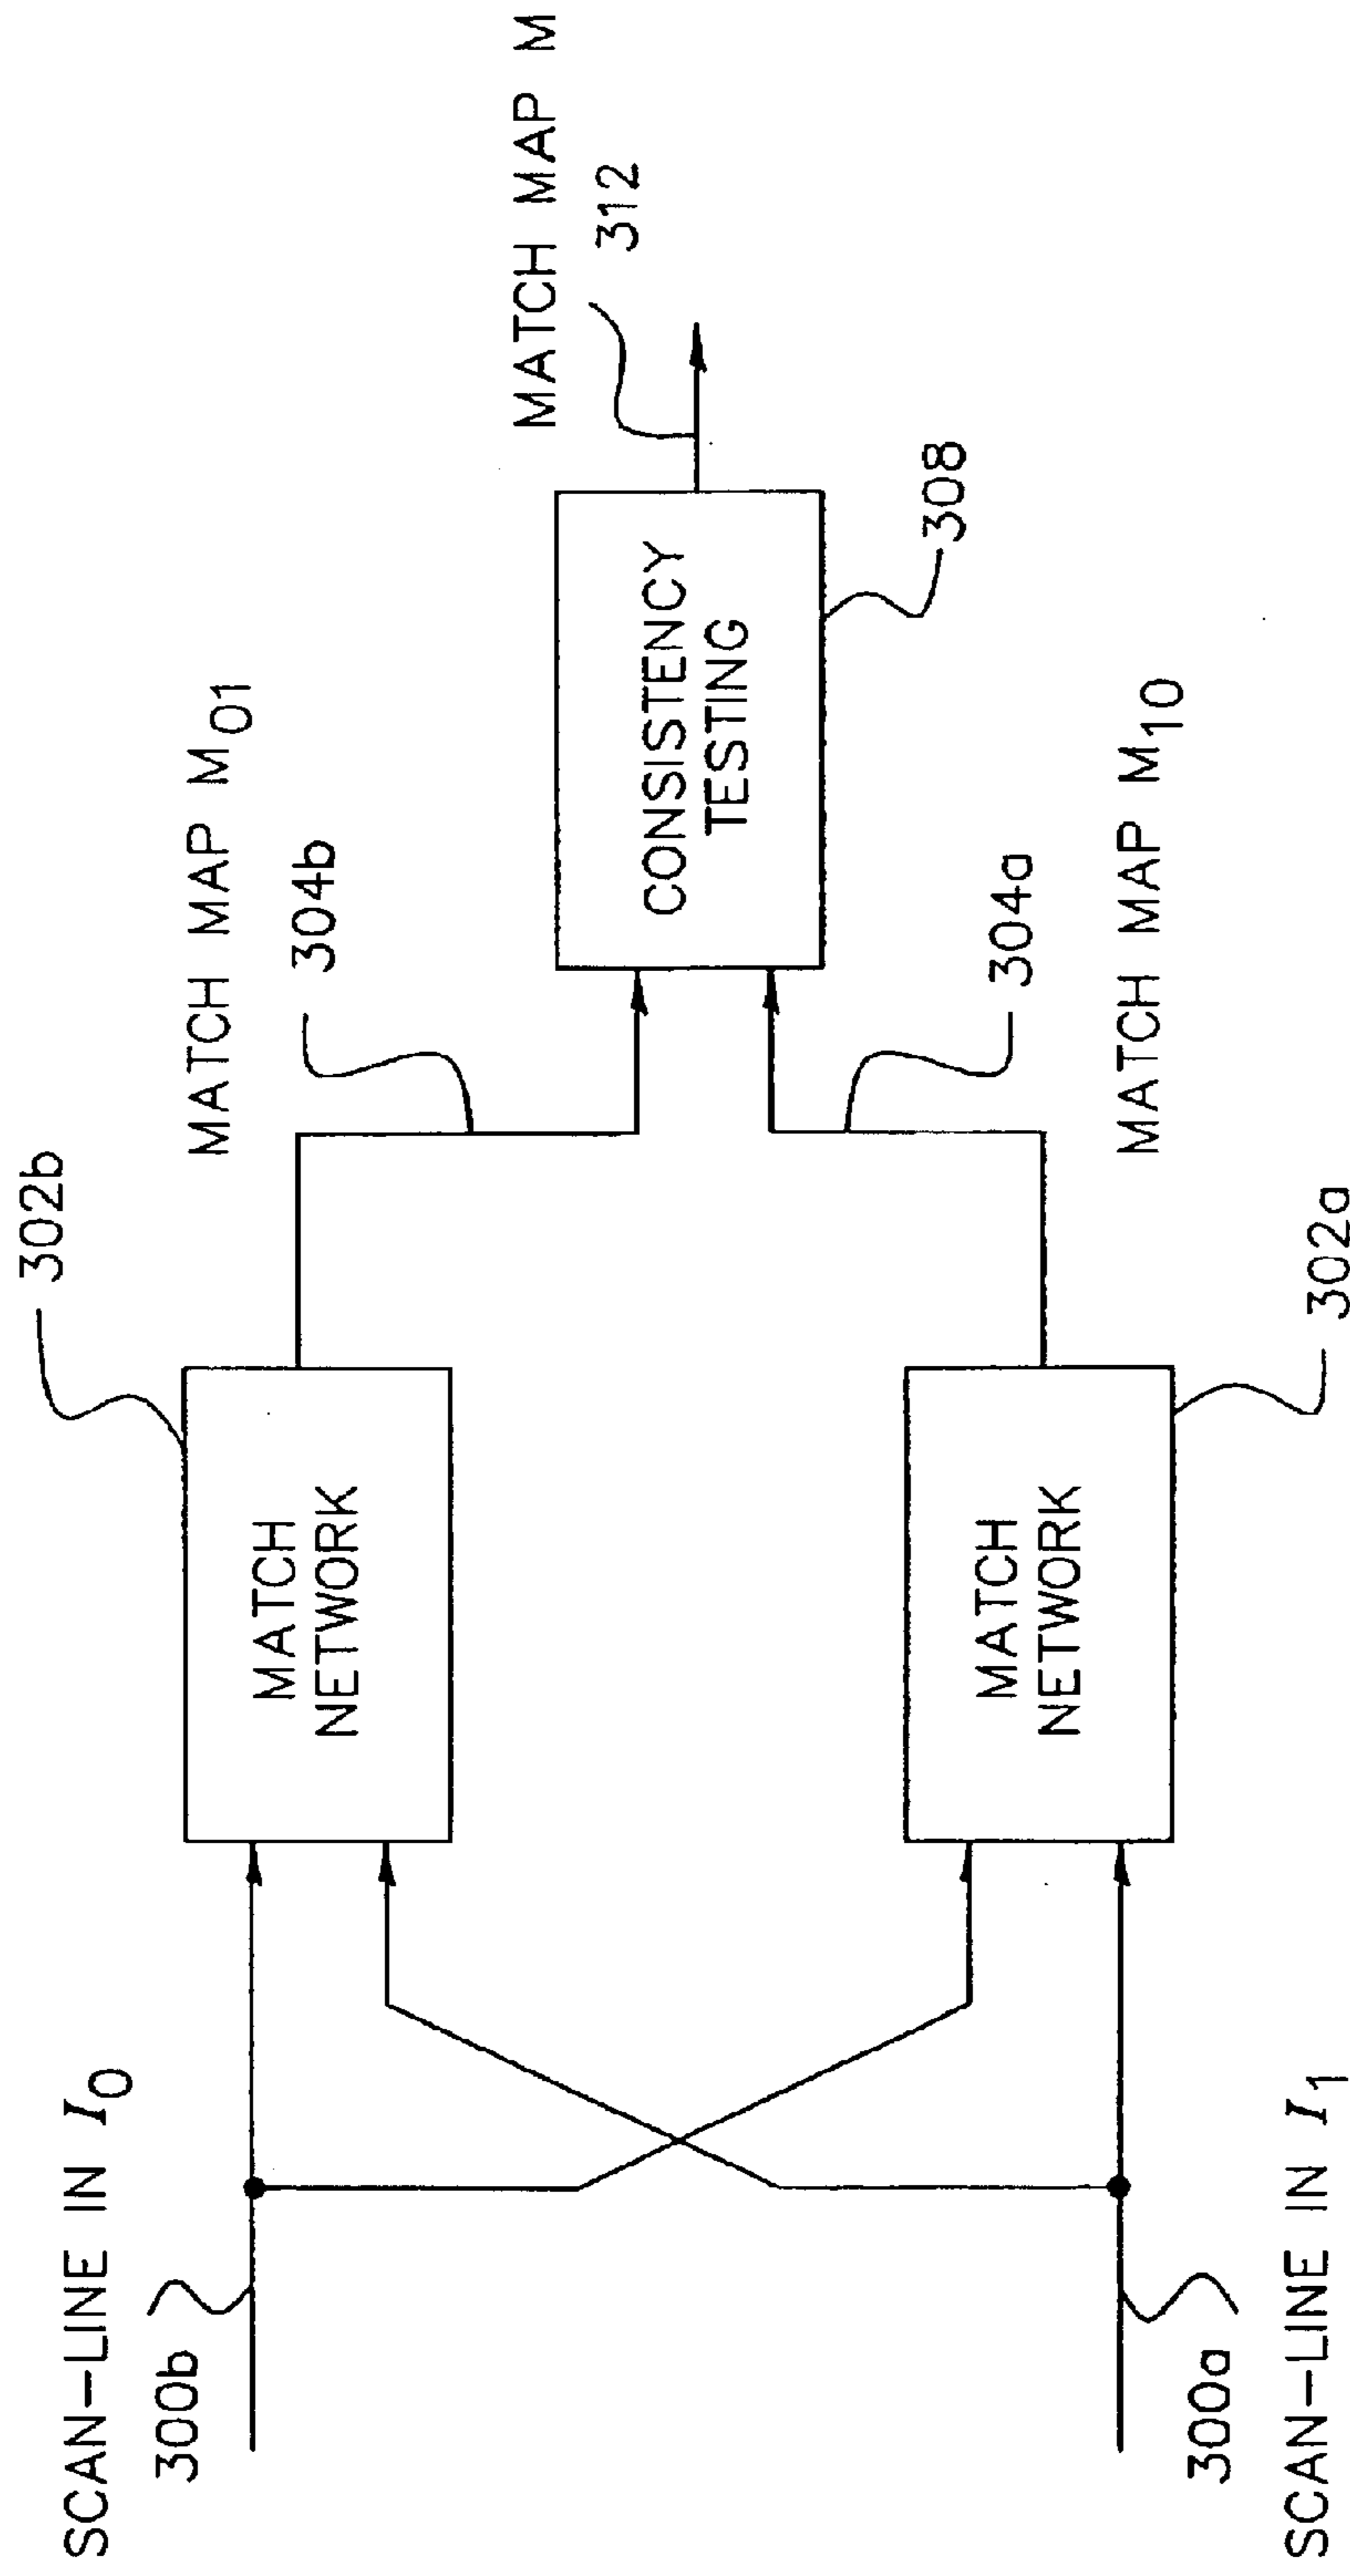 SCAN-LINE IN I0
300b
302b
MATCH
NETWORK
MATCH MAP M01
304b
MATCH MAP M
312
CONSISTENCY
TESTING
308
304a
MATCH MAP M10
MATCH
NETWORK
302a
300a
SCAN-LINE IN I1